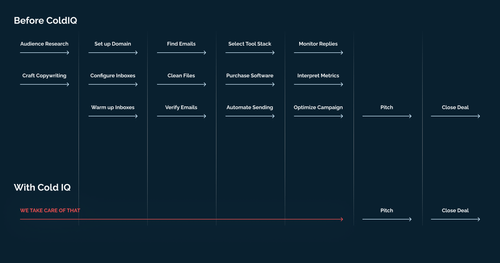 Before ColdIQ
Audience Research Set up Domain Find Emails Select Tool Stack Monitor Replies
Craft Copywriting Configure Inboxes Clean Files Purchase Software Interpret Metrics
Warm up Inboxes Verify Emails Automate Sending Optimize Campaign Pitch Close Deal
With Cold IQ
WE TAKE CARE OF THAT Pitch Close Deal